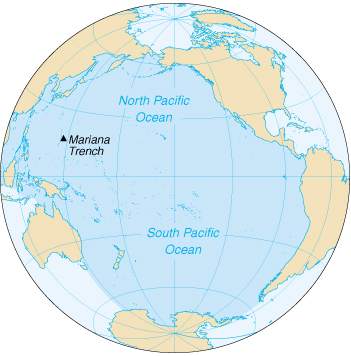 North Pacific
Ocean
Mariana
Trench
South Pacific
Ocean